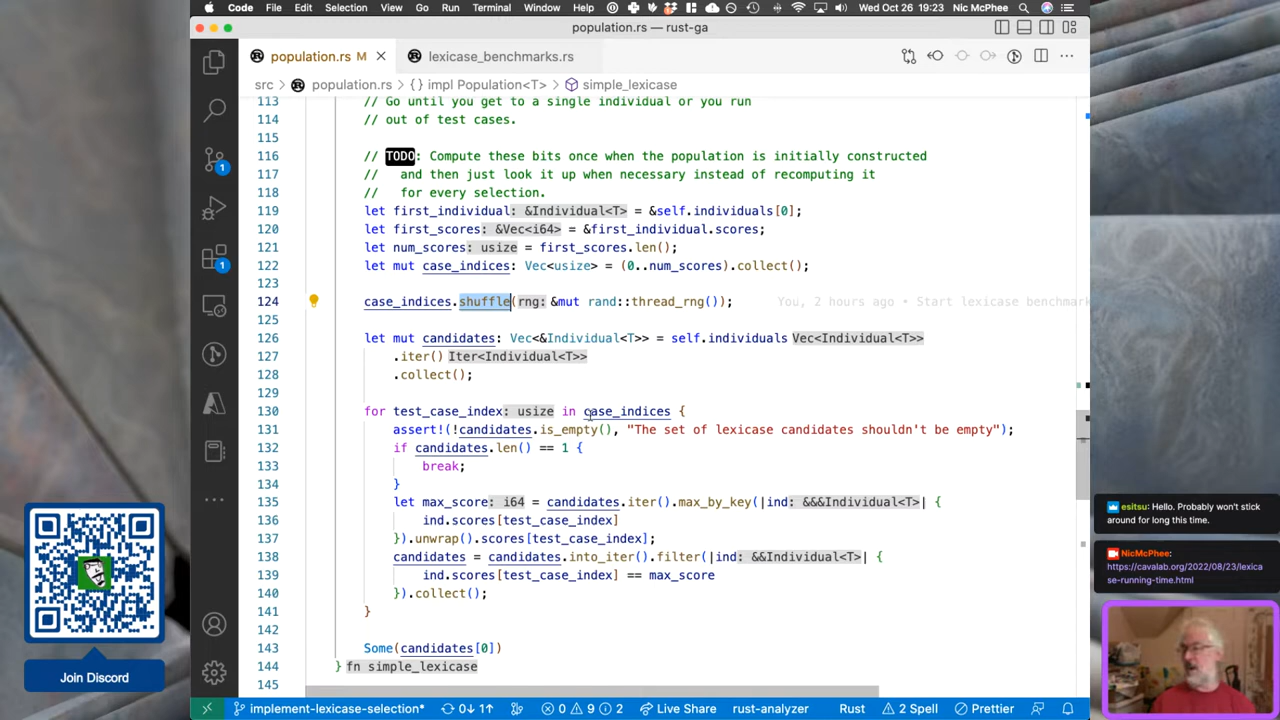 Code File Edit Selection View Go Run Terminal Window Help Wed Oct 26 19:23 Nic McPhee
population.rs — rust-ga
population.rs M lexicase_benchmarks.rs
src > population.rs > {} impl Population<T> > simple_lexicase
113 // Go until you get to a single individual or you run
114 // out of test cases.
115
116 // TODO: Compute these bits once when the population is initially constructed
117 // and then just look it up when necessary instead of recomputing it
118 // for every selection.
119 let first_individual: &Individual<T> = &self.individuals[0];
120 let first_scores: &Vec<i64> = &first_individual.scores;
121 let num_scores: usize = first_scores.len();
122 let mut case_indices: Vec<usize> = (0..num_scores).collect();
123
124 case_indices.shuffle(rng: &mut rand::thread_rng()); You, 2 hours ago • Start lexicase benchmark
125
126 let mut candidates: Vec<&Individual<T>> = self.individuals Vec<Individual<T>>
127 .iter() Iter<Individual<T>>
128 .collect();
129
130 for test_case_index: usize in case_indices {
131 assert!(!candidates.is_empty(), "The set of lexicase candidates shouldn't be empty");
132 if candidates.len() == 1 {
133 break;
134 }
135 let max_score: i64 = candidates.iter().max_by_key(|ind: &&&Individual<T>| {
136 ind.scores[test_case_index]
137 }).unwrap().scores[test_case_index];
138 candidates = candidates.into_iter().filter(|ind: &&Individual<T>| {
139 ind.scores[test_case_index] == max_score
140 }).collect();
141 }
142
143 Some(candidates[0])
144 } fn simple_lexicase
145
1
1
esitsu: Hello. Probably won't stick
around for long this time.
NicMcPhee:
https://cavalab.org/2022/08/23/lexica
se-running-time.html
Join Discord
implement-lexicase-selection* 0↓ 1↑ 0 9 2 Live Share rust-analyzer Rust 2 Spell Prettier